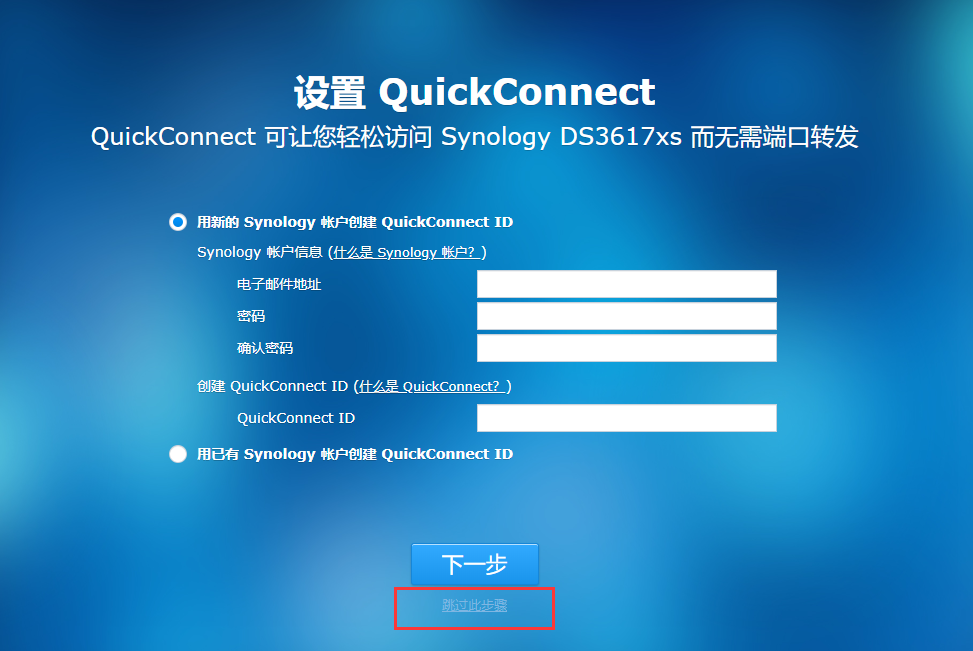 设置 QuickConnect
QuickConnect 可让您轻松访问 Synology DS3617xs 而无需端口转发
用新的 Synology 帐户创建 QuickConnect ID
Synology 帐户信息 (什么是 Synology 帐户？)
电子邮件地址
密码
确认密码
创建 QuickConnect ID (什么是 QuickConnect？)
QuickConnect ID
用已有 Synology 帐户创建 QuickConnect ID
下一步
跳过此步骤